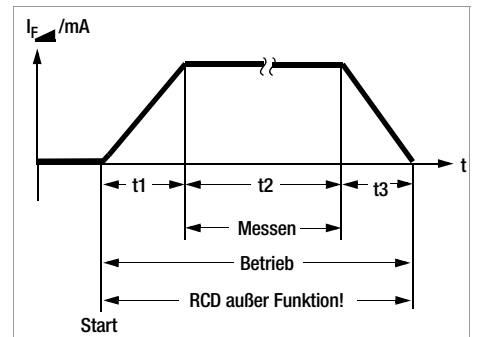 I_F /mA
t
t1 t2 t3
Messen
Betrieb
RCD außer Funktion!
Start